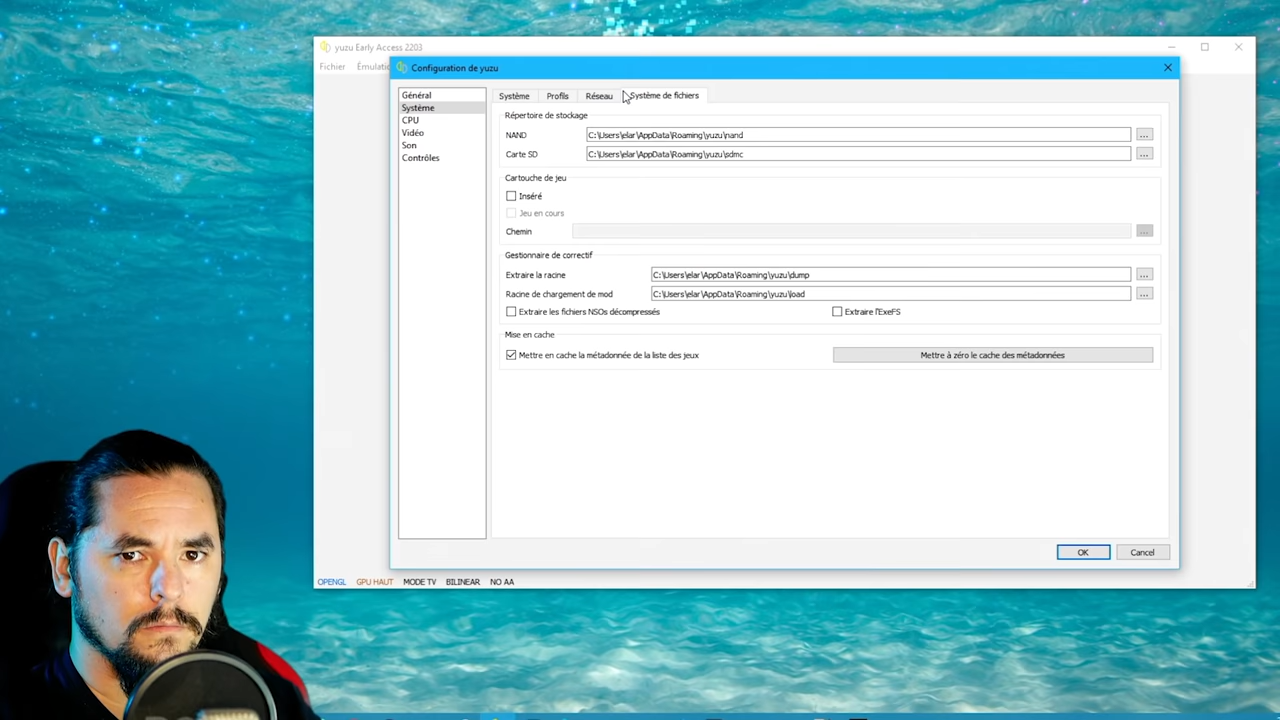 yuzu Early Access 2203
Fichier Émulati
Configuration de yuzu
Général
Système
CPU
Vidéo
Son
Contrôles
Système Profils Réseau Système de fichiers
Répertoire de stockage
NAND C:\Users\elar\AppData\Roaming\yuzu\nand ...
Carte SD C:\Users\elar\AppData\Roaming\yuzu\sdmc ...
Cartouche de jeu
Inséré
Jeu en cours
Chemin ...
Gestionnaire de correctif
Extraire la racine C:\Users\elar\AppData\Roaming\yuzu\dump ...
Racine de chargement de mod C:\Users\elar\AppData\Roaming\yuzu\load ...
Extraire les fichiers NSOs décompressés Extraire l'ExeFS
Mise en cache
Mettre en cache la métadonnée de la liste des jeux Mettre à zéro le cache des métadonnées
OK Cancel
OPENGL GPU HAUT MODE TV BILINEAR NO AA